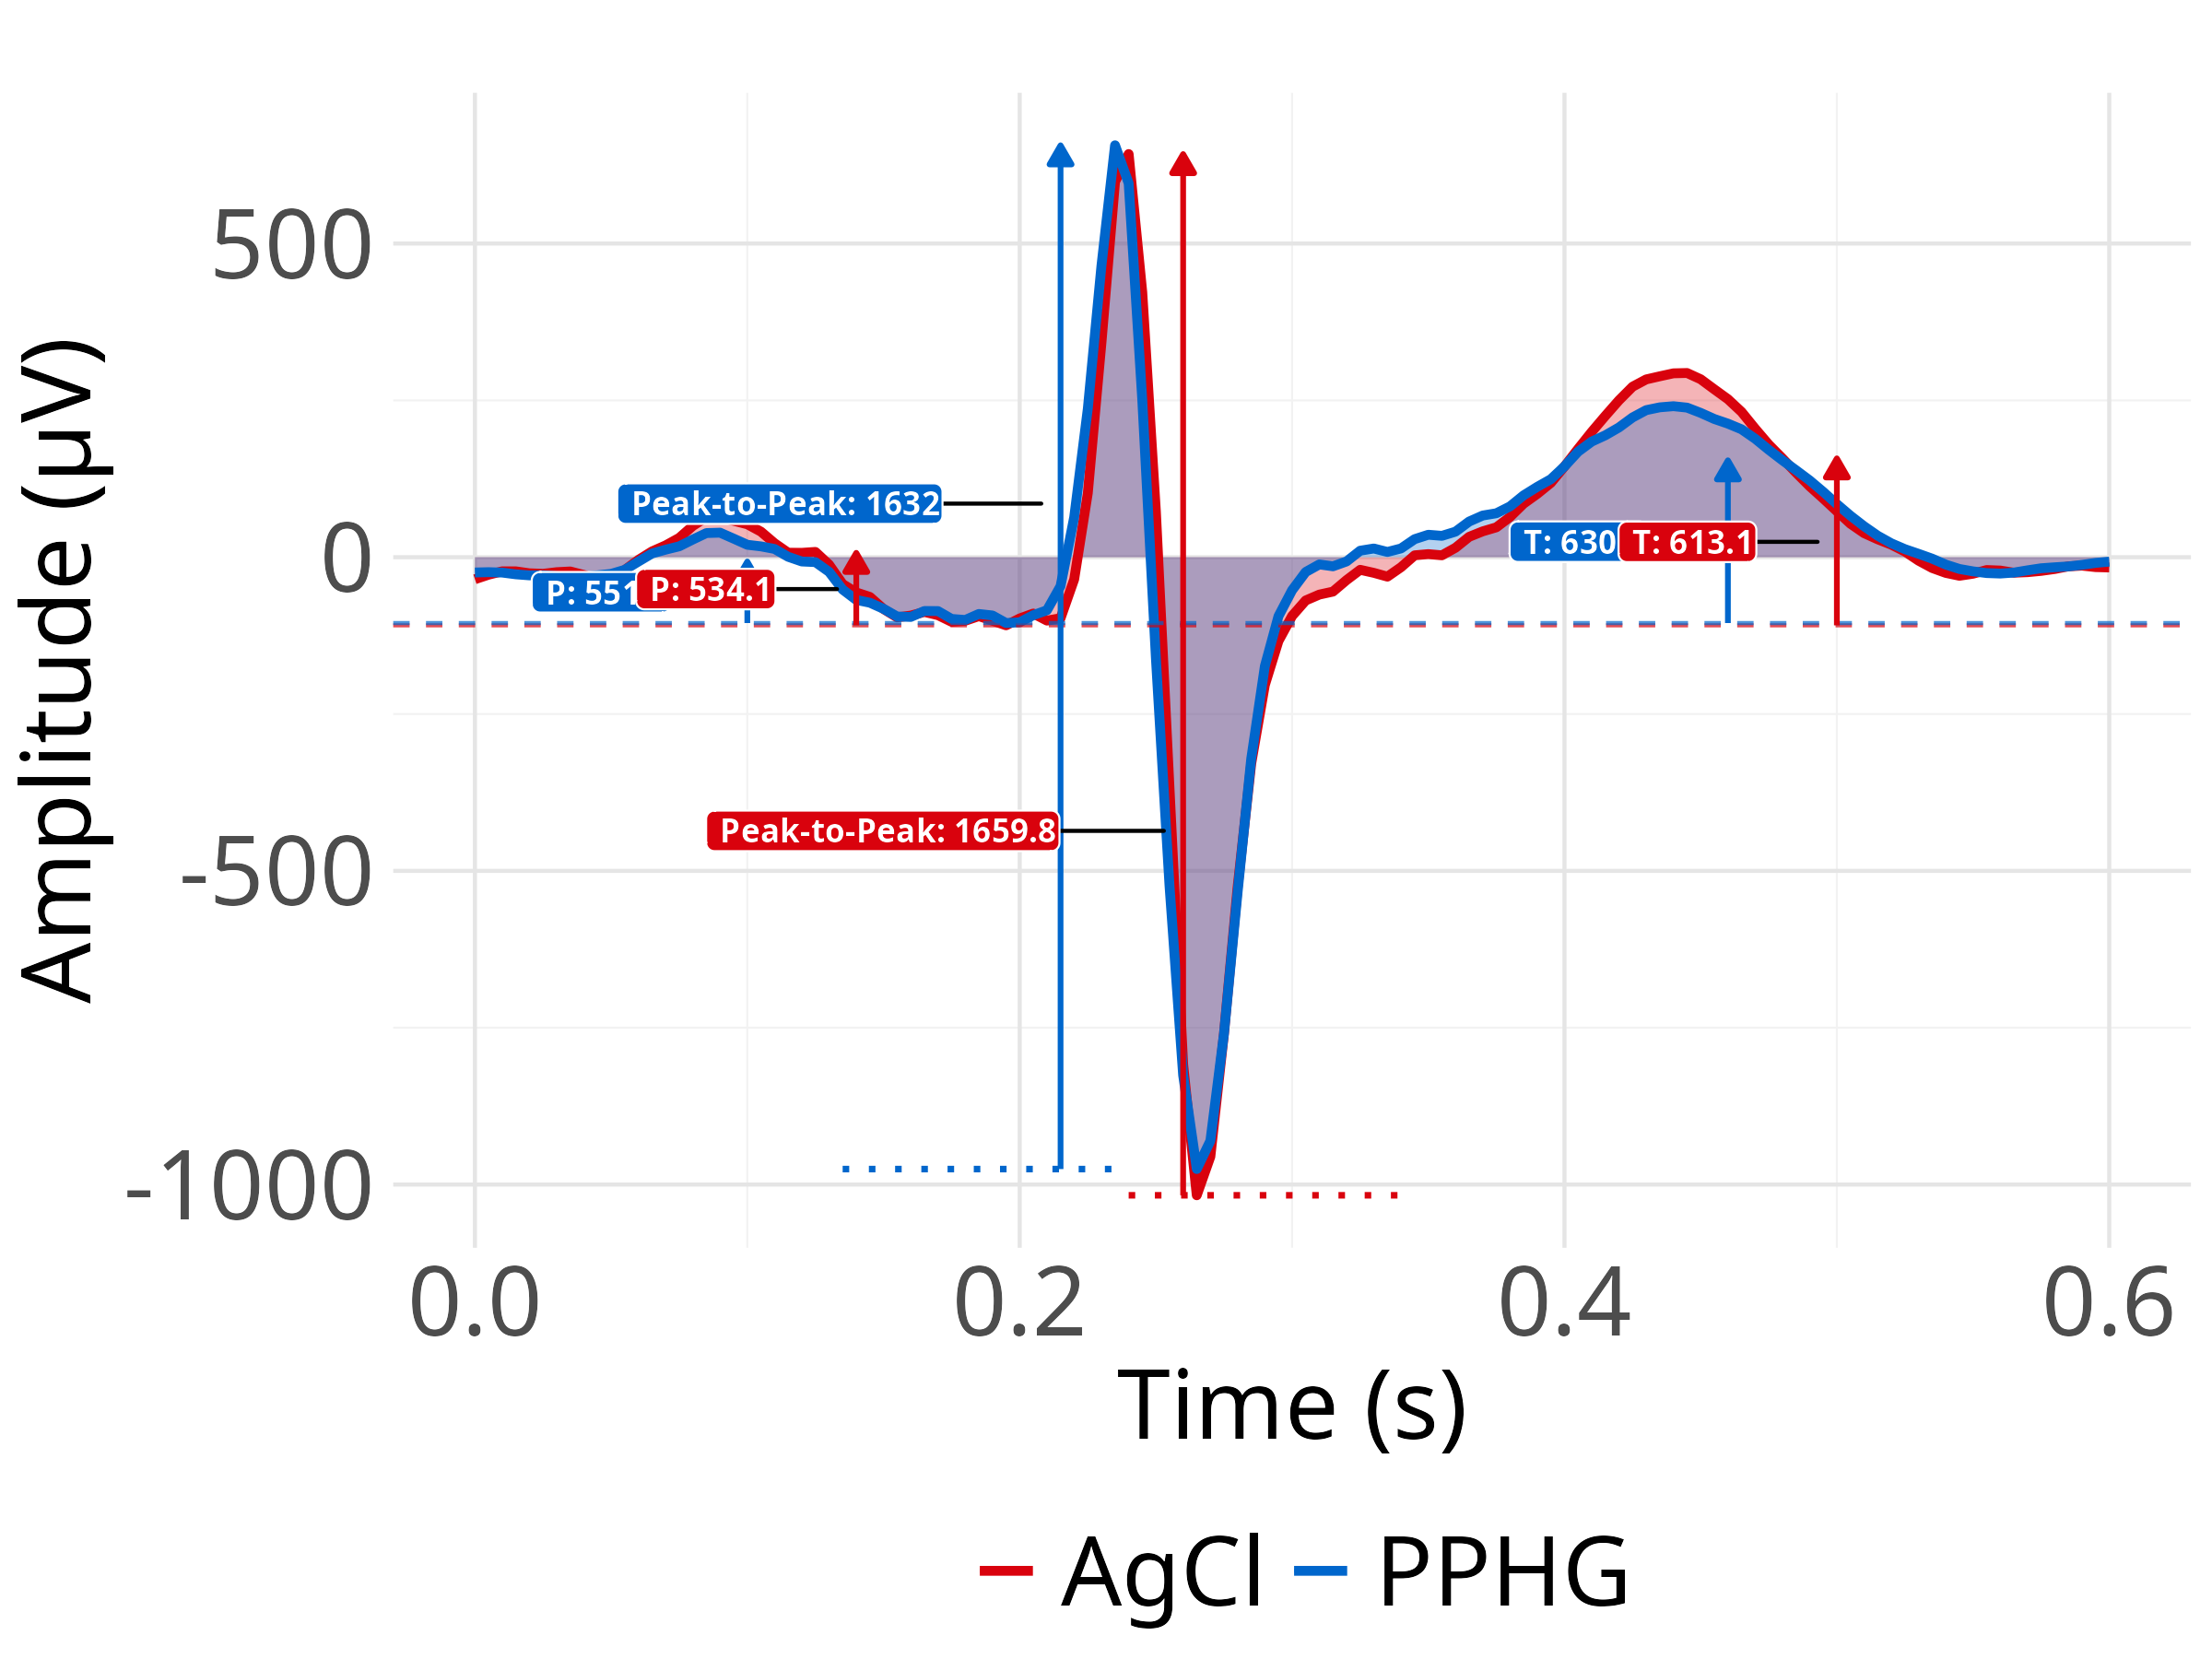 500
0
-500
-1000
Amplitude (µV)
Peak-to-Peak: 1632
P: 551
P: 534.1
T: 630
T: 613.1
Peak-to-Peak: 1659.8
0.0 0.2 0.4 0.6
Time (s)
AgCl PPHG